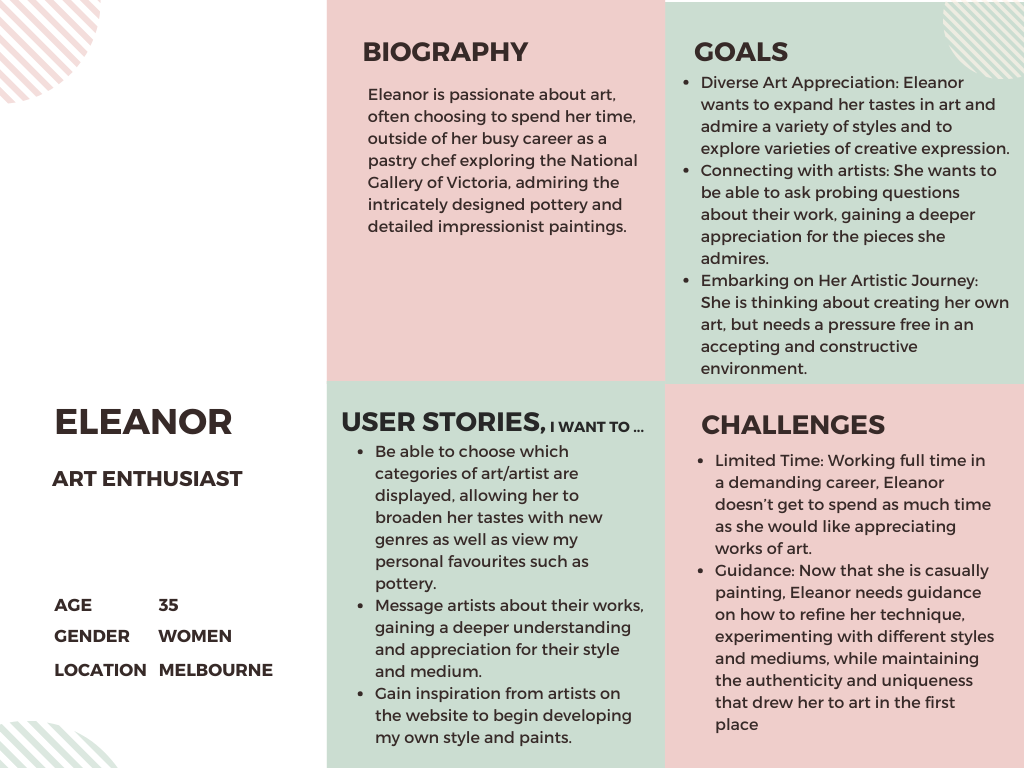 ELEANOR
ART ENTHUSIAST
AGE 35
GENDER WOMEN
LOCATION MELBOURNE
BIOGRAPHY
Eleanor is passionate about art,
often choosing to spend her time,
outside of her busy career as a
pastry chef exploring the National
Gallery of Victoria, admiring the
intricately designed pottery and
detailed impressionist paintings.
GOALS
• Diverse Art Appreciation: Eleanor
wants to expand her tastes in art and
admire a variety of styles and to
explore varieties of creative expression.
• Connecting with artists: She wants to
be able to ask probing questions
about their work, gaining a deeper
appreciation for the pieces she
admires.
• Embarking on Her Artistic Journey:
She is thinking about creating her own
art, but needs a pressure free in an
accepting and constructive
environment.
USER STORIES, I WANT TO ...
• Be able to choose which
categories of art/artist are
displayed, allowing her to
broaden her tastes with new
genres as well as view my
personal favourites such as
pottery.
• Message artists about their works,
gaining a deeper understanding
and appreciation for their style
and medium.
• Gain inspiration from artists on
the website to begin developing
my own style and paints.
CHALLENGES
• Limited Time: Working full time in
a demanding career, Eleanor
doesn’t get to spend as much time
as she would like appreciating
works of art.
• Guidance: Now that she is casually
painting, Eleanor needs guidance
on how to refine her technique,
experimenting with different styles
and mediums, while maintaining
the authenticity and uniqueness
that drew her to art in the first
place